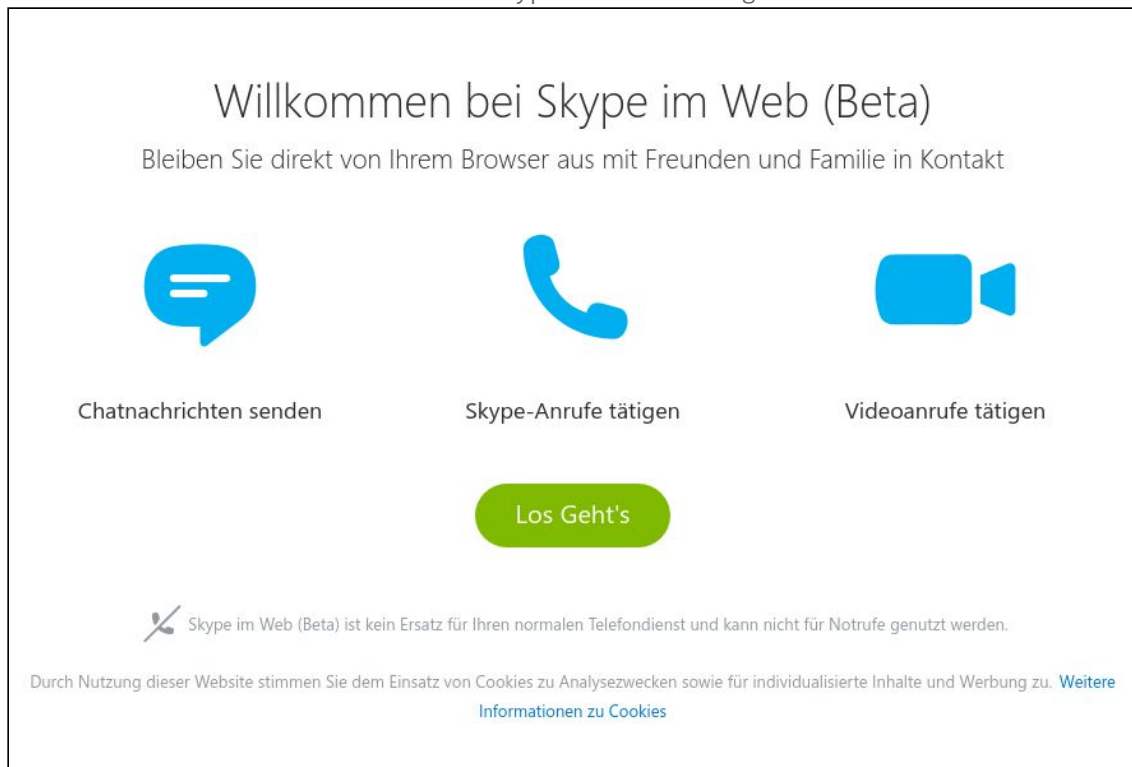 Willkommen bei Skype im Web (Beta)
Bleiben Sie direkt von Ihrem Browser aus mit Freunden und Familie in Kontakt
Chatnachrichten senden
Skype-Anrufe tätigen
Videoanrufe tätigen
Los Geht's
Skype im Web (Beta) ist kein Ersatz für Ihren normalen Telefondienst und kann nicht für Notrufe genutzt werden.
Durch Nutzung dieser Website stimmen Sie dem Einsatz von Cookies zu Analysezwecken sowie für individualisierte Inhalte und Werbung zu. Weitere
Informationen zu Cookies